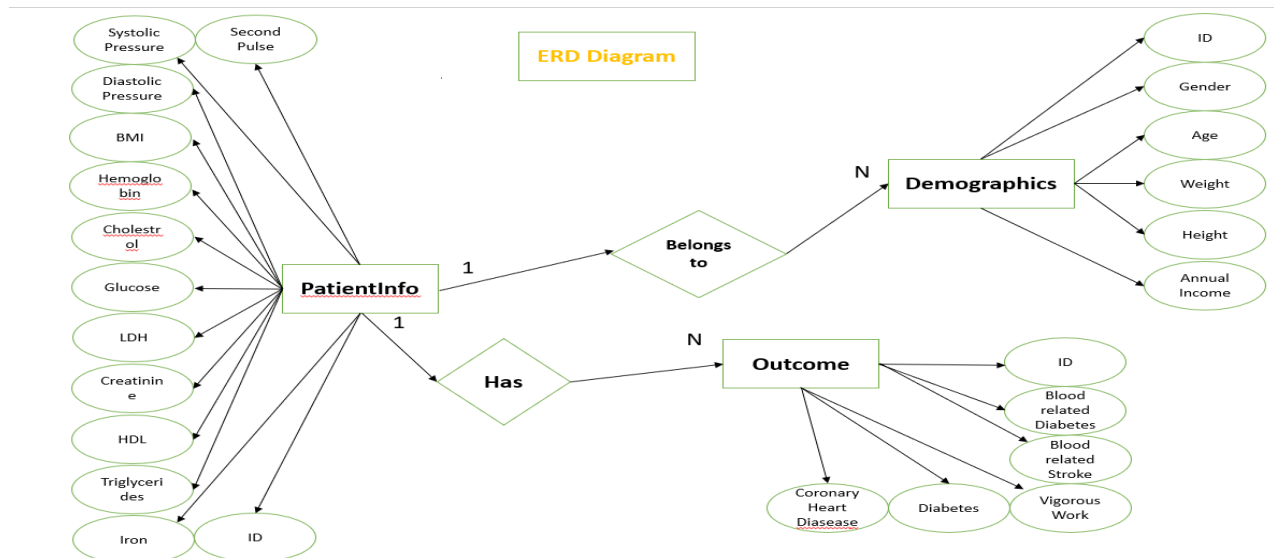 Systolic
Pressure
Second
Pulse
ERD Diagram
ID
Diastolic
Pressure
Gender
BMI
Age
Hemoglo
bin
N
Demographics
Weight
Cholestr
ol
Belongs
to
Height
Glucose
1
PatientInfo
Annual
Income
1
LDH
N
Outcome
ID
Creatinin
e
Has
Blood
related
Diabetes
HDL
Blood
related
Stroke
Triglyceri
des
Coronary
Heart
Diasease
Diabetes
Vigorous
Work
Iron
ID